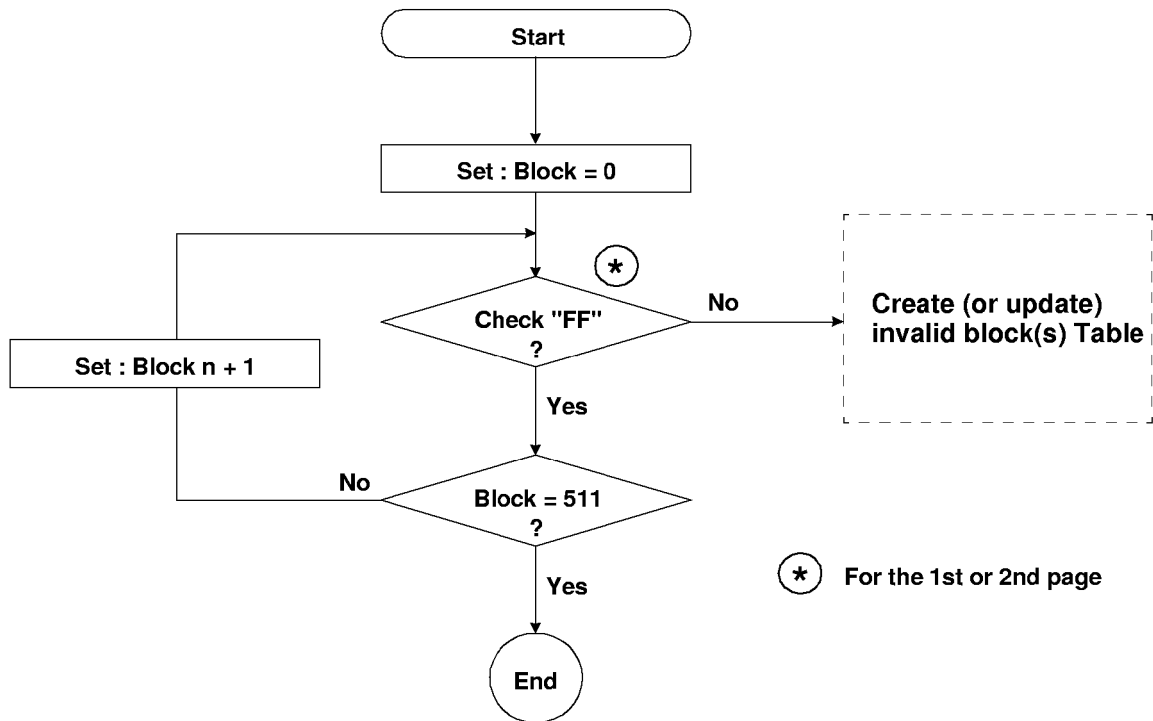 Start
Set : Block = 0
*
Check "FF"
?
No
Create (or update)
invalid block(s) Table
Set : Block n + 1
Yes
No
Block = 511
?
* For the 1st or 2nd page
Yes
End